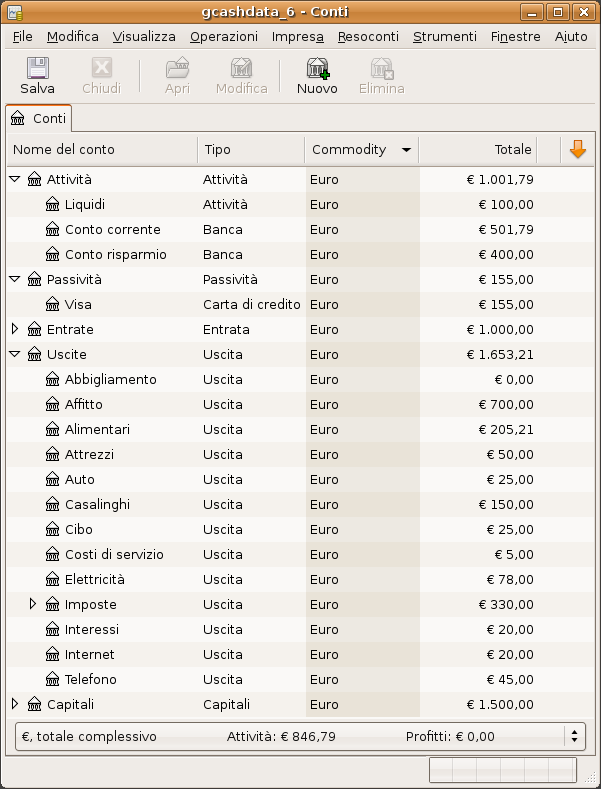 gcashdata_6 - Conti
File Modifica Visualizza Operazioni Impresa Resoconti Strumenti Finestre Aiuto
Salva Chiudi Apri Modifica Nuovo Elimina
Conti
Nome del conto Tipo Commodity Totale
Attività Attività Euro € 1.001,79
Liquidi Attività Euro € 100,00
Conto corrente Banca Euro € 501,79
Conto risparmio Banca Euro € 400,00
Passività Passività Euro € 155,00
Visa Carta di credito Euro € 155,00
Entrate Entrata Euro € 1.000,00
Uscite Uscita Euro € 1.653,21
Abbigliamento Uscita Euro € 0,00
Affitto Uscita Euro € 700,00
Alimentari Uscita Euro € 205,21
Attrezzi Uscita Euro € 50,00
Auto Uscita Euro € 25,00
Casalinghi Uscita Euro € 150,00
Cibo Uscita Euro € 25,00
Costi di servizio Uscita Euro € 5,00
Elettricità Uscita Euro € 78,00
Imposte Uscita Euro € 330,00
Interessi Uscita Euro € 20,00
Internet Uscita Euro € 20,00
Telefono Uscita Euro € 45,00
Capitali Capitali Euro € 1.500,00
€, totale complessivo Attività: € 846,79 Profitti: € 0,00